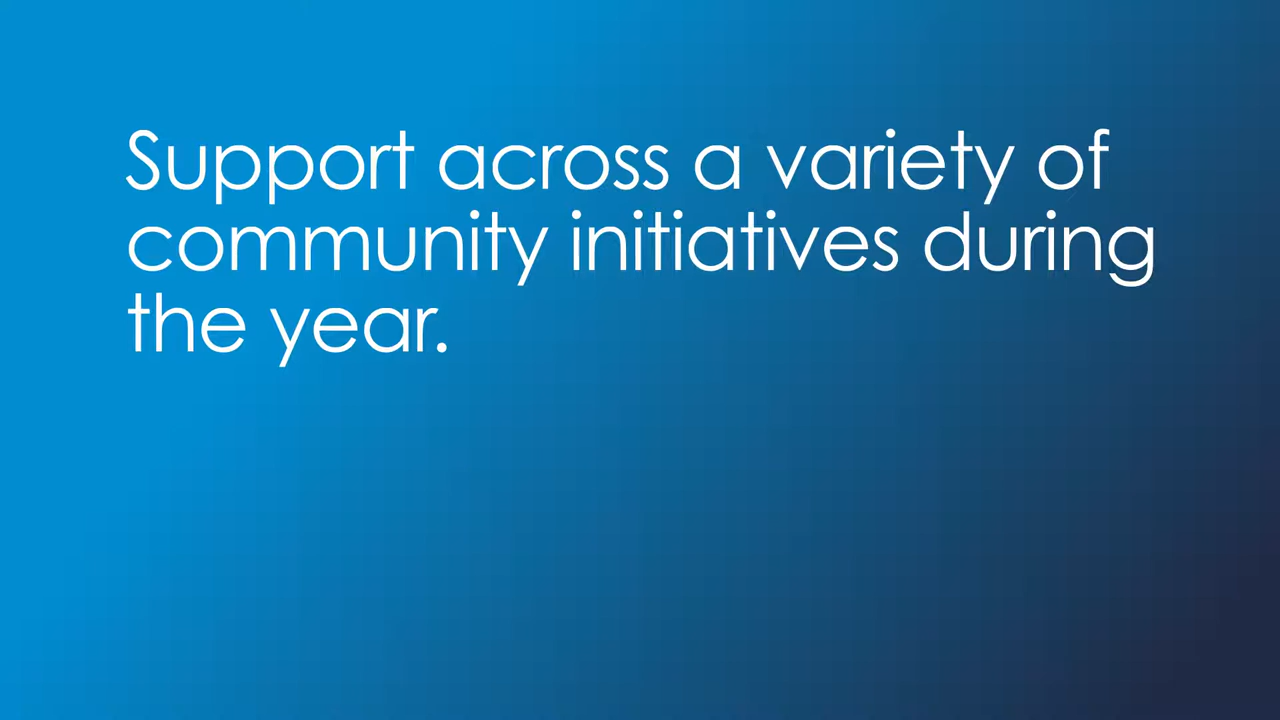 Support across a variety of
community initiatives during
the year.